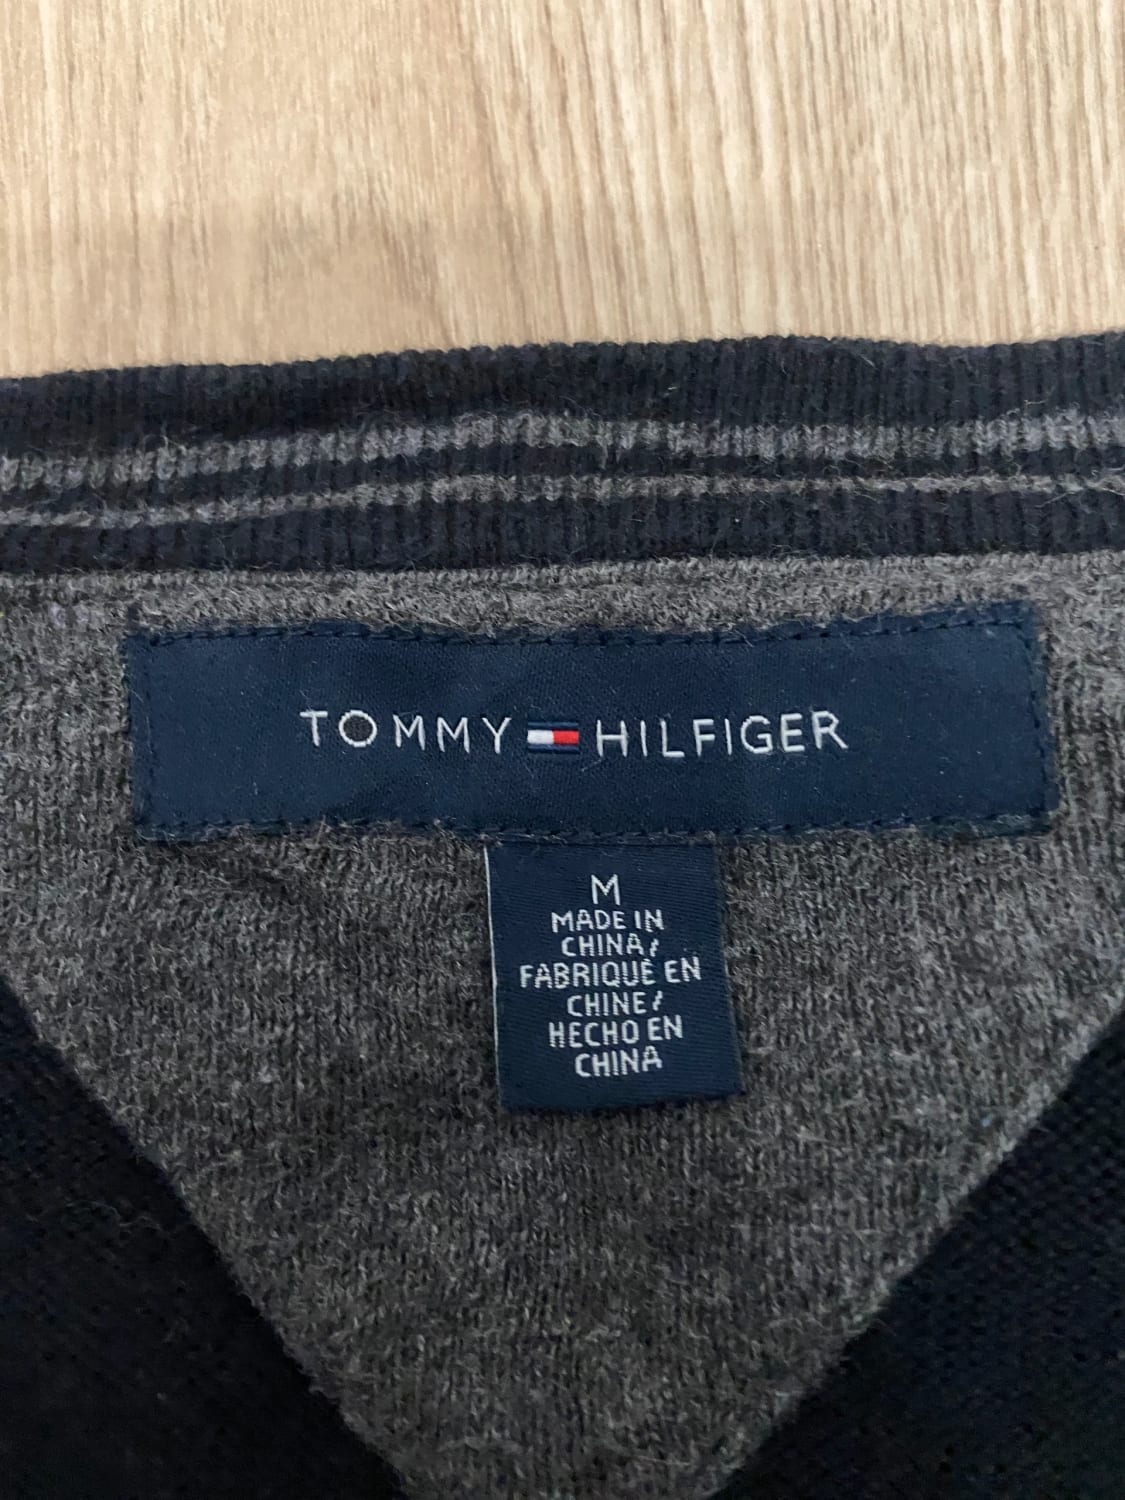 TOMMY HILFIGER
M
MADE IN
CHINA/
FABRIQUÉ EN
CHINE/
HECHO EN
CHINA